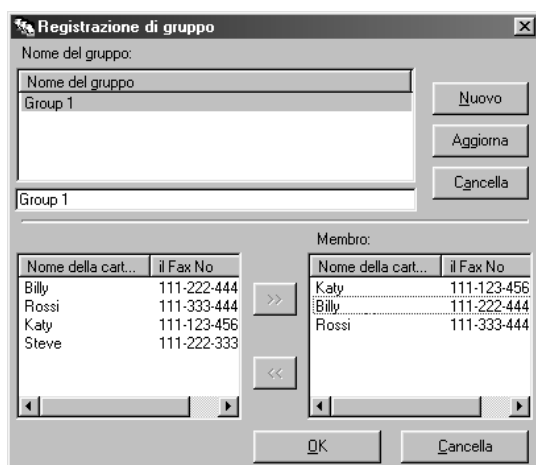 Registrazione di gruppo
Nome del gruppo:
Nome del gruppo
Group 1
Nuovo
Aggiorna
Cancella
Group 1
Membro:
Nome della cart... il Fax No
Billy 111-222-444
Rossi 111-333-444
Katy 111-123-456
Steve 111-222-333
>>
<<
Nome della cart... il Fax No
Katy 111-123-456
Billy 111-222-444
Rossi 111-333-444
OK
Cancella